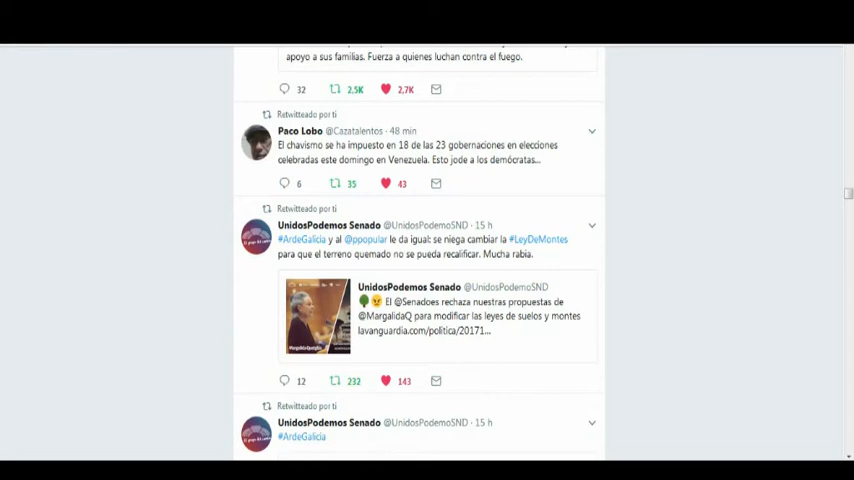 apoyo a sus familias. Fuerza a quienes luchan contra el fuego.
32 2,5K 2,7K
Retwitteado por ti
Paco Lobo @Cazatalentos · 48 min
El chavismo se ha impuesto en 18 de las 23 gobernaciones en elecciones
celebradas este domingo en Venezuela. Esto jode a los demócratas...
6 35 43
Retwitteado por ti
UnidosPodemos Senado @UnidosPodemoSND · 15 h
#ArdeGalicia y al @ppopular le da igual: se niega cambiar la #LeyDeMontes
para que el terreno quemado no se pueda recalificar. Mucha rabia.
UnidosPodemos Senado @UnidosPodemoSND
El @Senadoes rechaza nuestras propuestas de
@MargalidaQ para modificar las leyes de suelos y montes
lavanguardia.com/politica/20171...
12 232 143
Retwitteado por ti
UnidosPodemos Senado @UnidosPodemoSND · 15 h
#ArdeGalicia